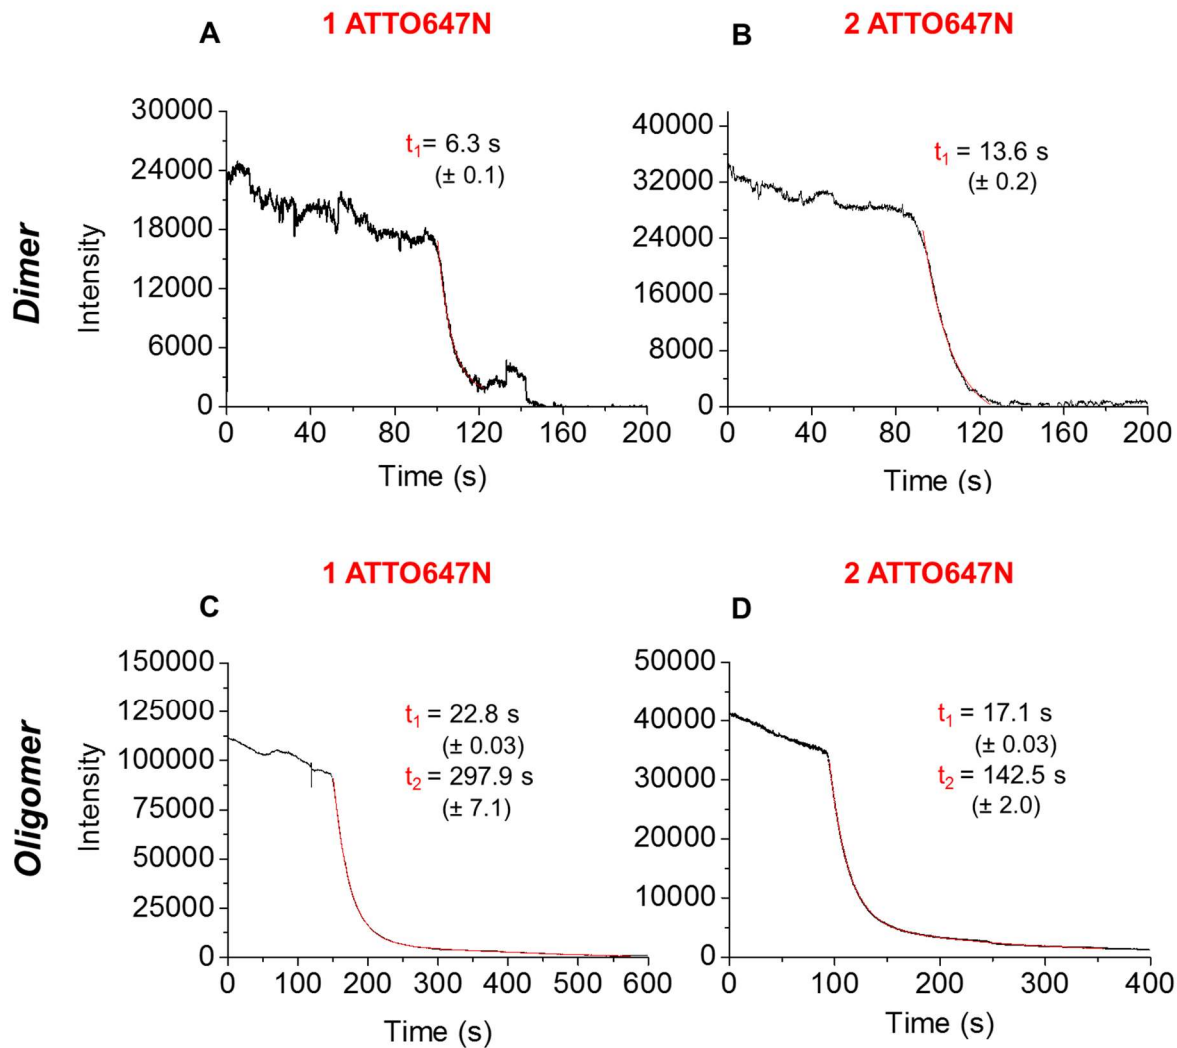 A
1 ATTO647N
B
2 ATTO647N
Dimer
Intensity
30000
24000
18000
12000
6000
0
t1= 6.3 s
(± 0.1)
0 40 80 120 160 200
Time (s)
40000
32000
24000
16000
8000
0
t1 = 13.6 s
(± 0.2)
0 40 80 120 160 200
Time (s)
1 ATTO647N
C
2 ATTO647N
D
Oligomer
Intensity
150000
125000
100000
75000
50000
25000
0
t1 = 22.8 s
(± 0.03)
t2 = 297.9 s
(± 7.1)
0 100 200 300 400 500 600
Time (s)
50000
40000
30000
20000
10000
0
t1 = 17.1 s
(± 0.03)
t2 = 142.5 s
(± 2.0)
0 100 200 300 400
Time (s)